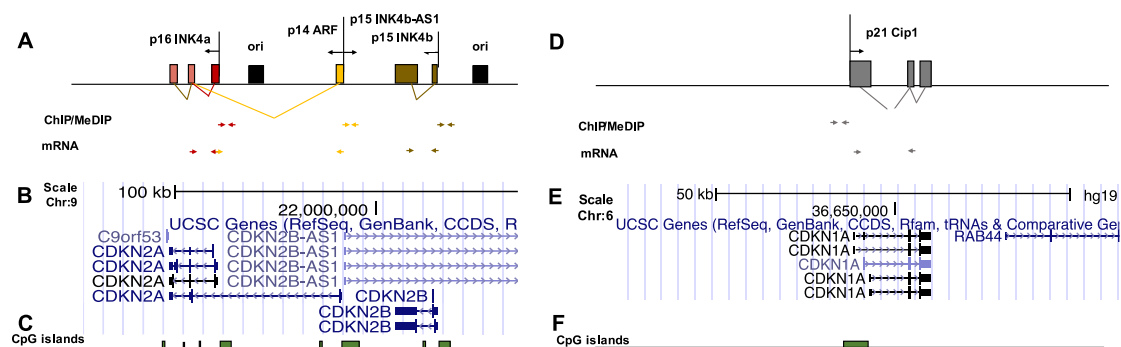 A
p16 INK4a
ori
p14 ARF
p15 INK4b-AS1
p15 INK4b
ori
ChIP/MeDIP
mRNA
B
Scale
Chr:9
100 kb
22,000,000
UCSC Genes (RefSeq, GenBank, CCDS, R
C9orf53
CDKN2B-AS1
CDKN2A
CDKN2B-AS1
CDKN2A
CDKN2B-AS1
CDKN2A
CDKN2B-AS1
CDKN2A
CDKN2B
CDKN2B
CDKN2B
C
CpG islands
D
p21 Cip1
ChIP/MeDIP
mRNA
E
Scale
Chr:6
50 kb
hg19
36,650,000
UCSC Genes (RefSeq, GenBank, CCDS, Rfam, tRNAs & Comparative Ge
CDKN1A
RAB44
CDKN1A
CDKN1A
CDKN1A
CDKN1A
F
CpG islands